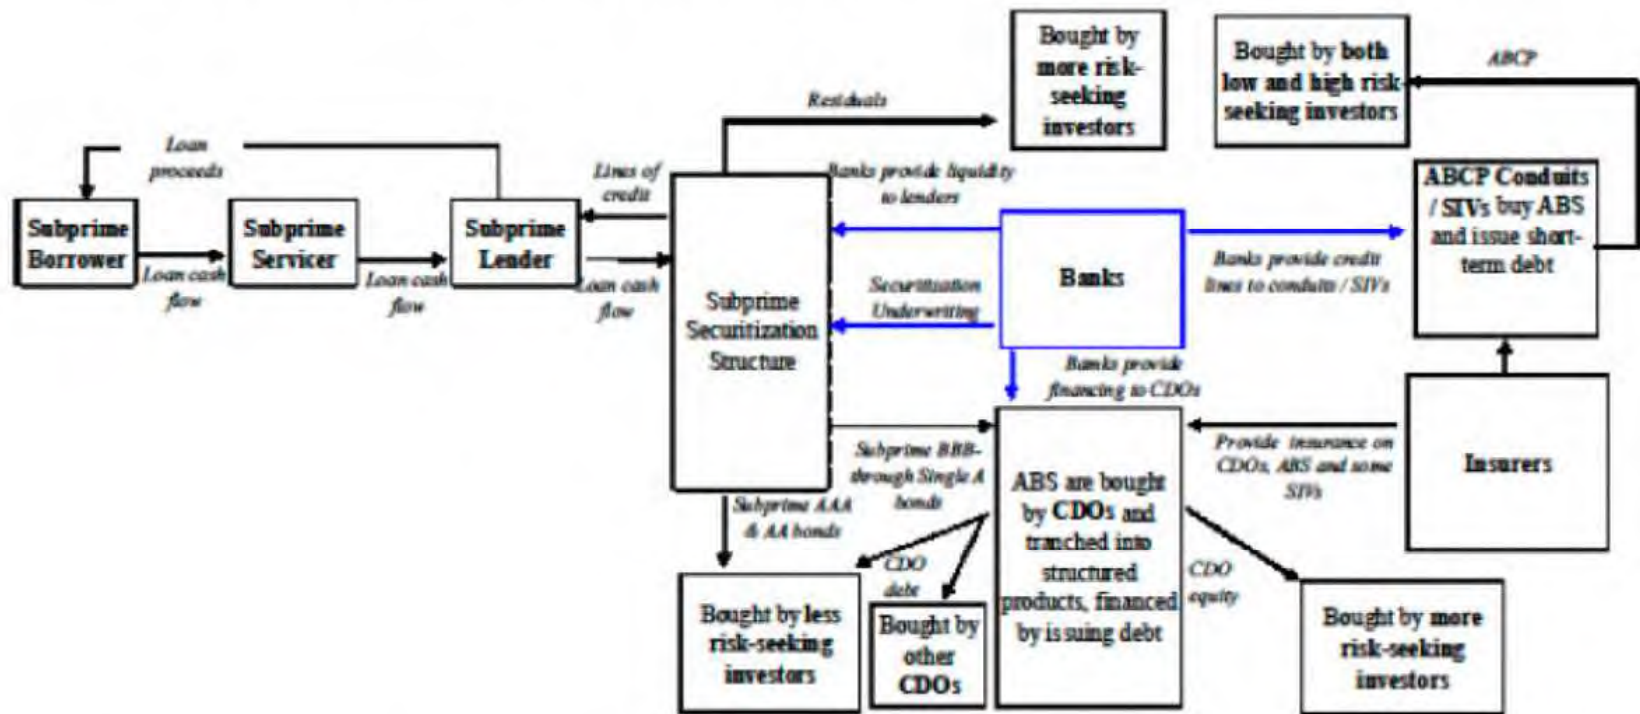 Bought by
more risk-
seeking
investors
Bought by both
low and high risk-
seeking investors
ABCP
Residuals
Loan
proceeds
Lines of
credit
Banks provide liquidity
to lenders
ABCP Conduits
/ SIVs buy ABS
and issue short-
term debt
Subprime
Borrower
Subprime
Servicer
Subprime
Lender
Loan cash
flow
Loan cash
flow
Loan cash
flow
Subprime
Securitization
Structure
Securitization
Underwriting
Banks
Banks provide credit
lines to conduits / SIVs
Banks provide
financing to CDOs
Subprime BBB-
through Single A
bonds
Provide insurance on
CDOs, ABS and some
SIVs
Insurers
Subprime AAA
& AA bonds
ABS are bought
by CDOs and
tranched into
structured
products, financed
by issuing debt
CDO
debt
CDO
equity
Bought by less
risk-seeking
investors
Bought by
other
CDOs
Bought by more
risk-seeking
investors